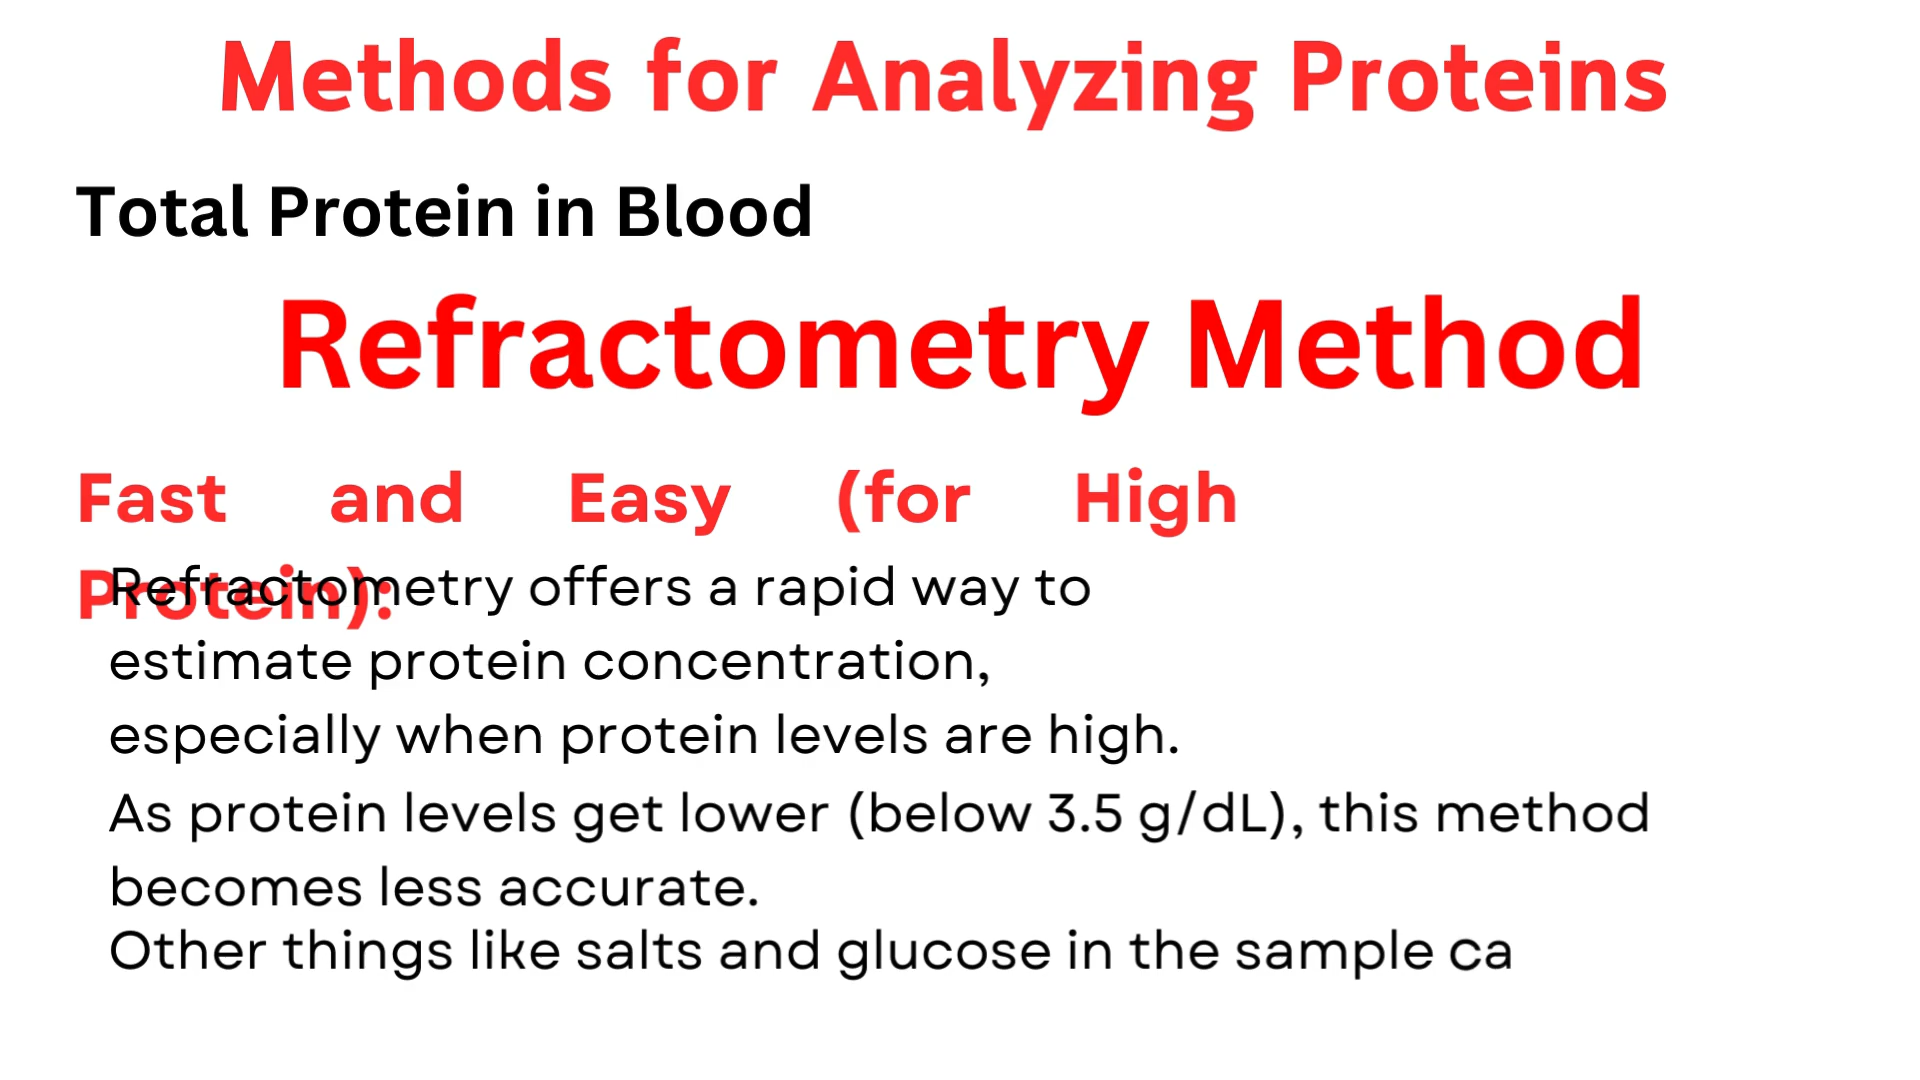 Methods for Analyzing Proteins
Total Protein in Blood
Refractometry Method
Fast and Easy (for High
Protein):
Refractometry offers a rapid way to
estimate protein concentration,
especially when protein levels are high.
As protein levels get lower (below 3.5 g/dL), this method
becomes less accurate.
Other things like salts and glucose in the sample ca